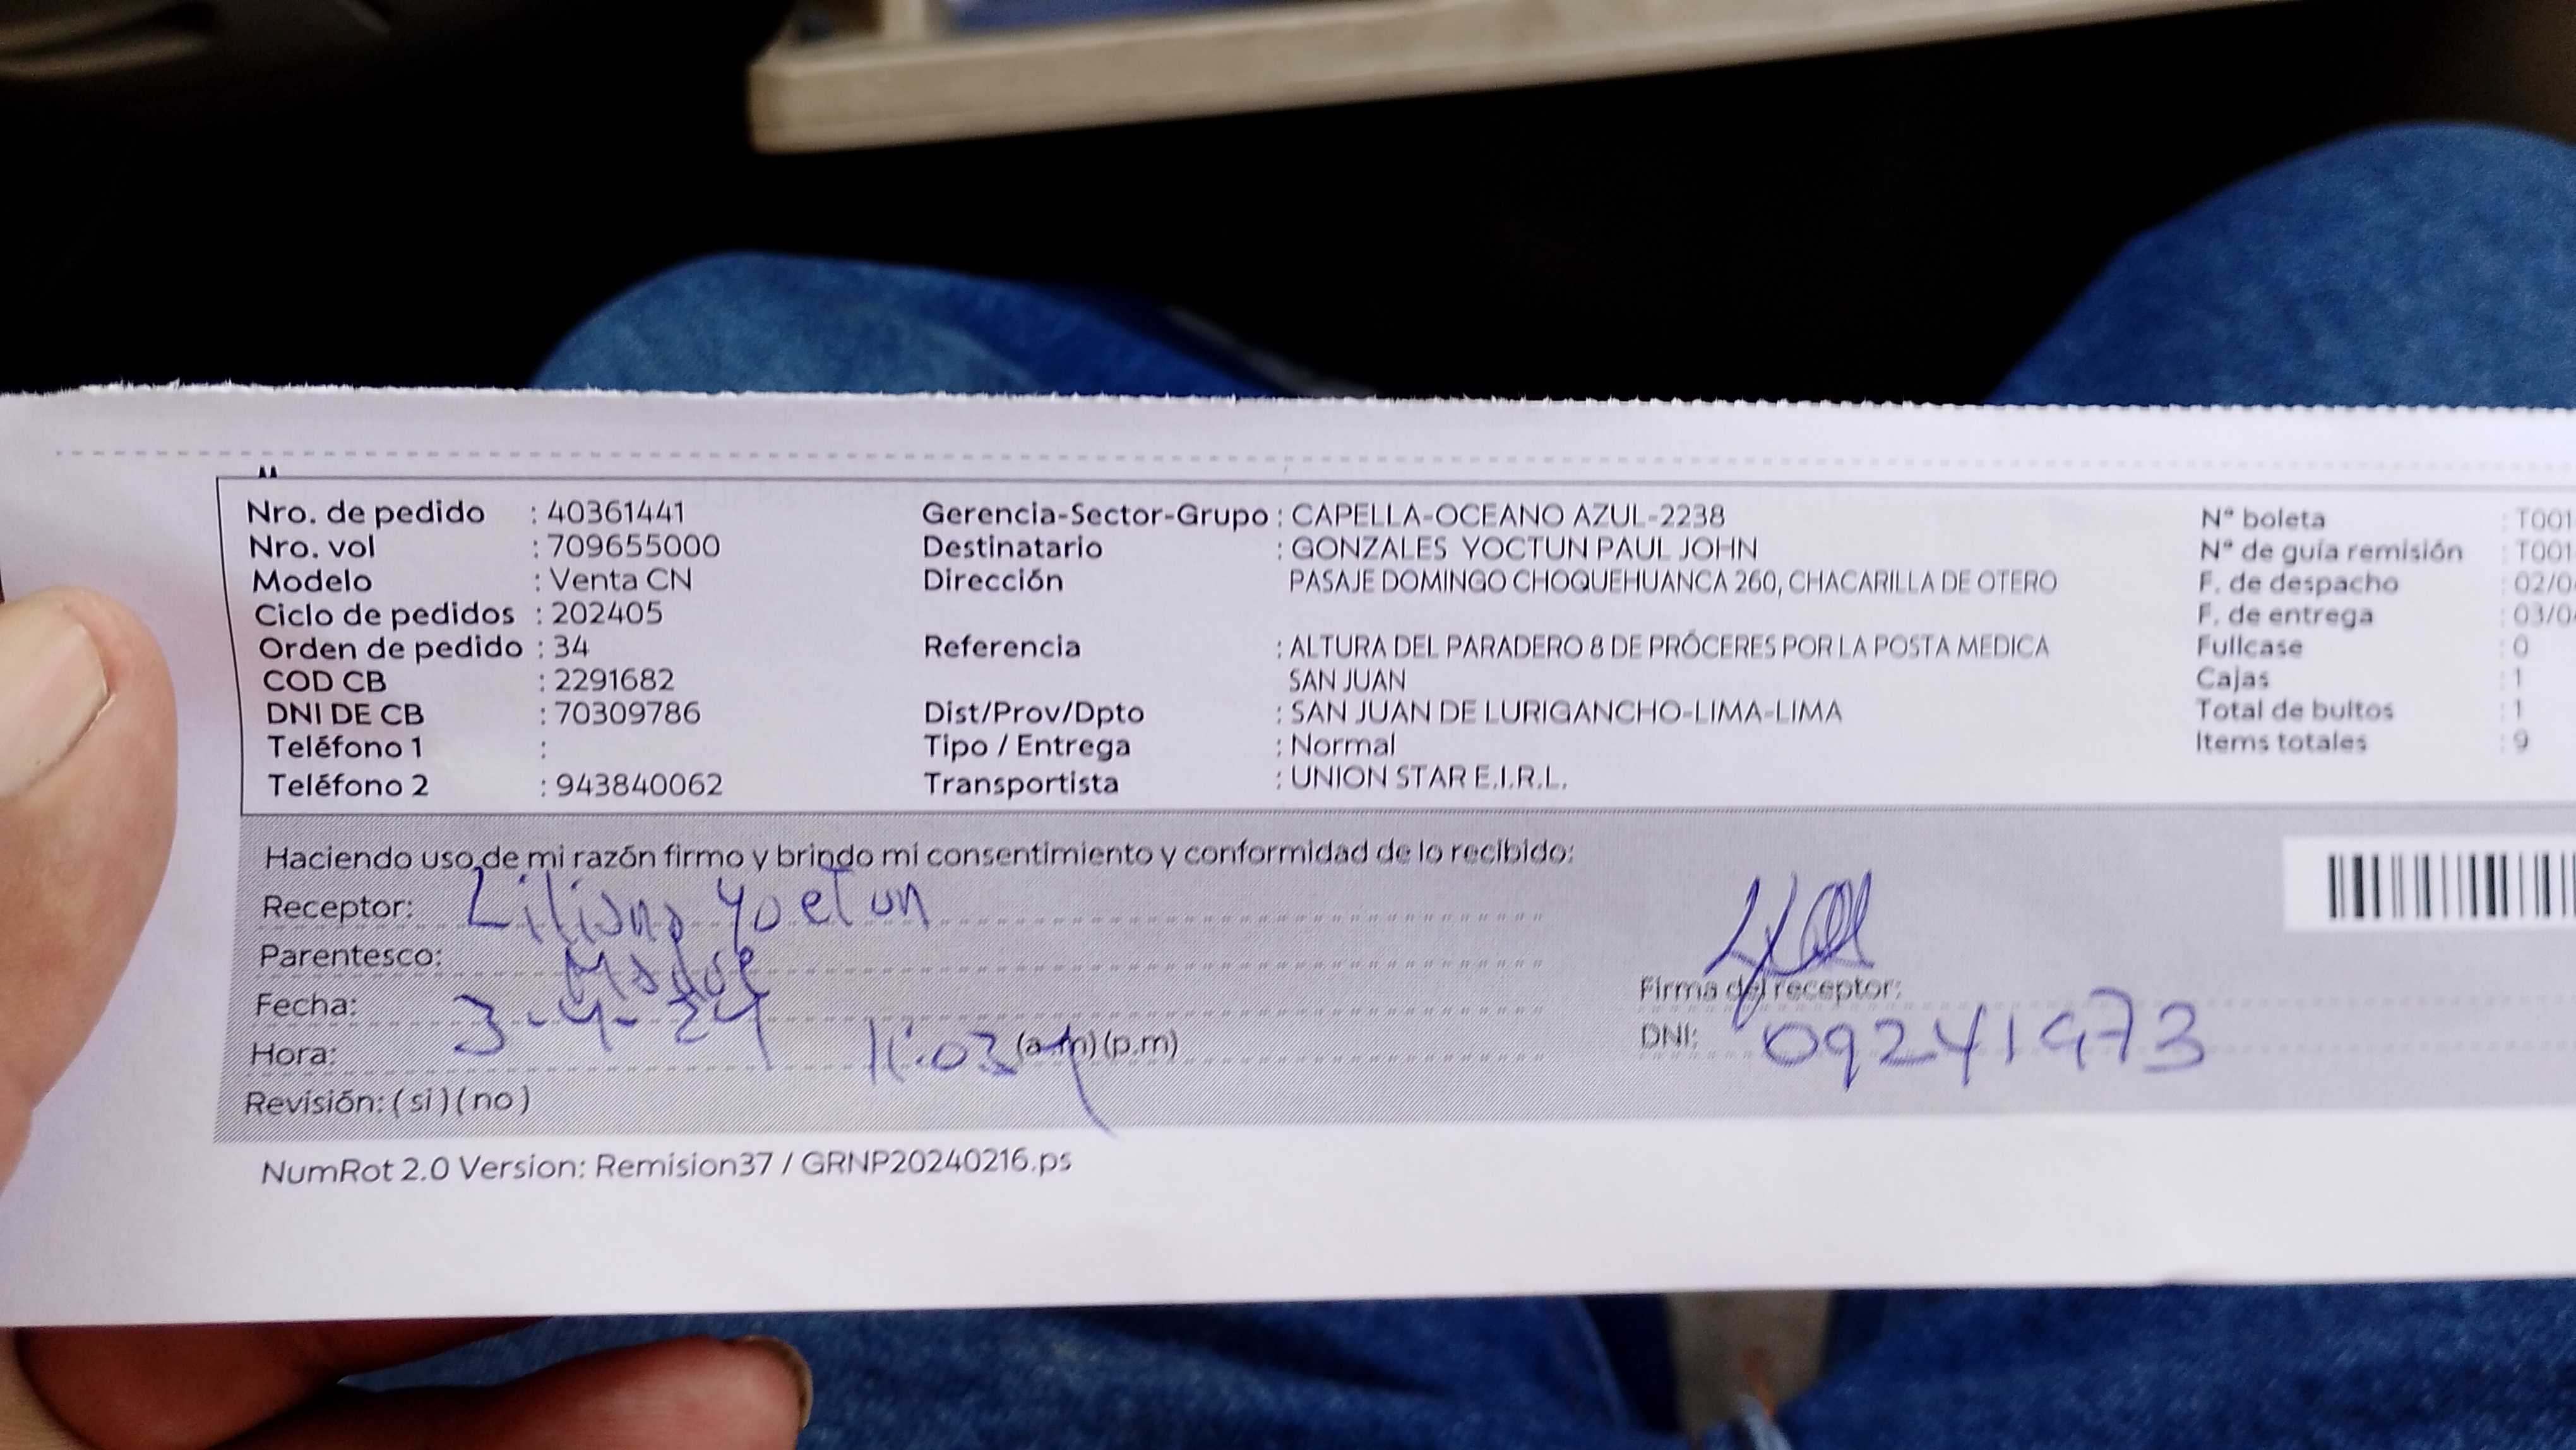 Nro. de pedido : 40361441
Nro. vol : 709655000
Modelo : Venta CN
Ciclo de pedidos : 202405
Orden de pedido : 34
COD CB : 2291682
DNI DE CB : 70309786
Teléfono 1 :
Teléfono 2 : 943840062
Gerencia-Sector-Grupo : CAPELLA-OCEANO AZUL-2238
Destinatario : GONZALES YOCTUN PAUL JOHN
Dirección PASAJE DOMINGO CHOQUEHUANCA 260, CHACARILLA DE OTERO
Referencia : ALTURA DEL PARADERO 8 DE PRÓCERES POR LA POSTA MEDICA
SAN JUAN
Dist/Prov/Dpto : SAN JUAN DE LURIGANCHO-LIMA-LIMA
Tipo / Entrega : Normal
Transportista : UNION STAR E.I.R.L.
N° boleta : T001
N° de guía remisión : T001
F. de despacho : 02/0
F. de entrega : 03/0
Fullcase : 0
Cajas : 1
Total de bultos : 1
Items totales : 9
Haciendo uso de mi razón firmo y brindo mi consentimiento y conformidad de lo recibido:
Receptor: Liliana Yoctun
Parentesco: Madre
Fecha: 3-4-24
Hora: 11:03 (a.m)(p.m)
Revisión: (si)(no)
Firma del receptor:
DNI: 09241973
NumRot 2.0 Version: Remision37 / GRNP20240216.ps